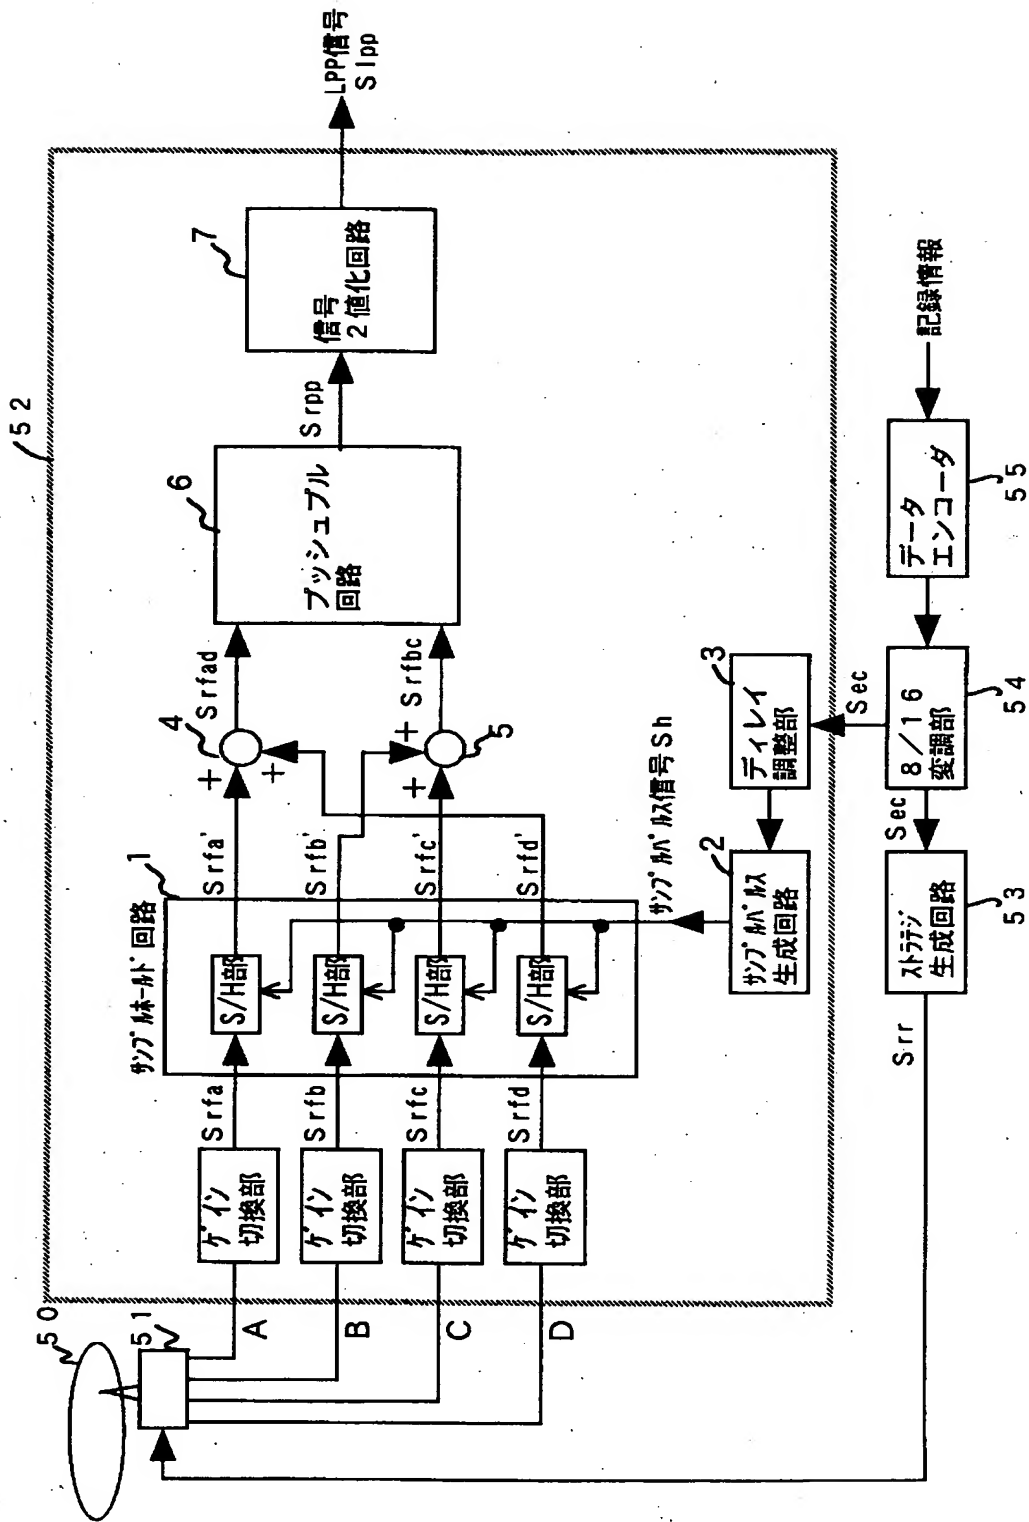 50
51
52
A
B
C
D
ゲイン
切換部
ゲイン
切換部
ゲイン
切換部
ゲイン
切換部
Srfa
Srfb
Srfc
Srfd
サンプルホールド回路
1
S/H部
S/H部
S/H部
S/H部
Srfa'
Srfb'
Srfc'
Srfd'
+
+
4
+
+
5
Srfad
Srfbc
6
プッシュプル
回路
Srpp
7
信号
2値化回路
LPP信号
Slpp
サンプルパルス信号Sh
サンプルパルス
生成回路
2
ディレイ
調整部
3
Sec
Srr
ストラテジ
生成回路
53
Sec
8/16
変調部
54
データ
エンコーダ
55
記録情報